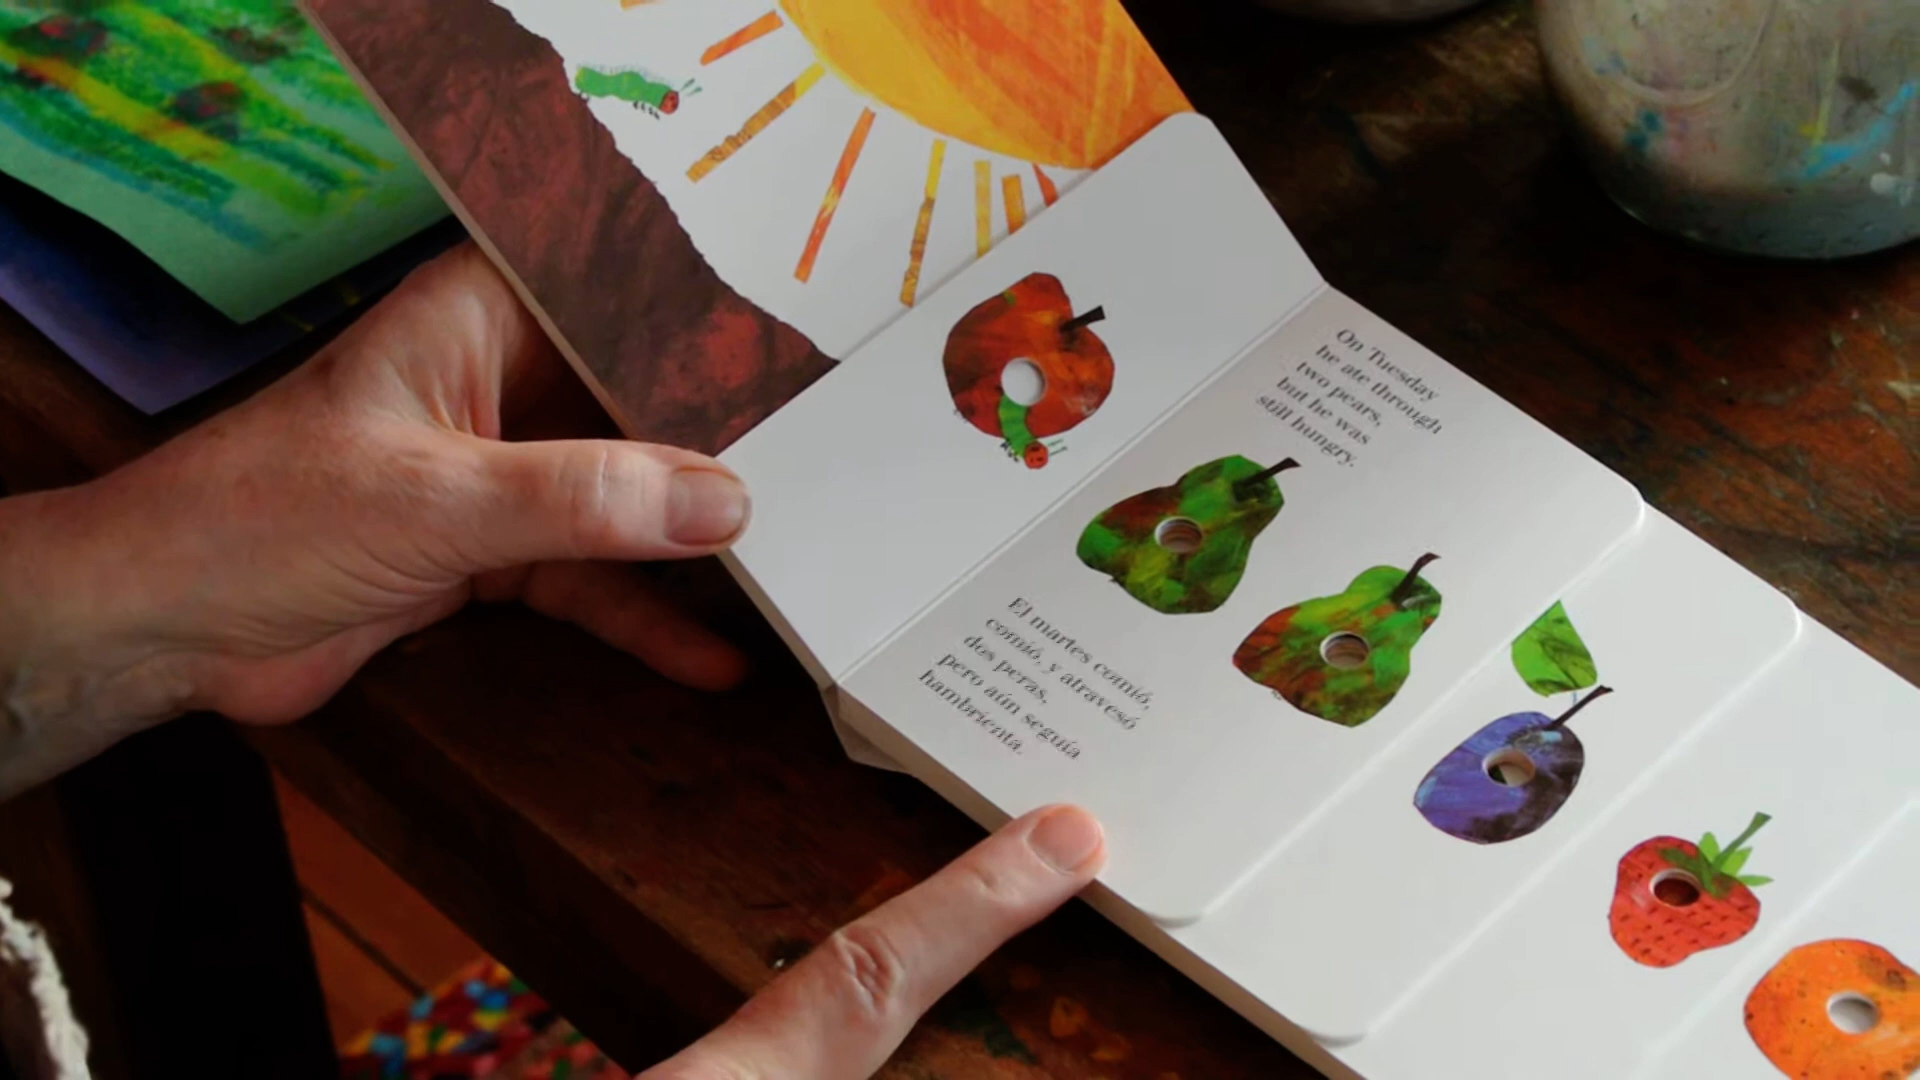 On Tuesday
he ate through
two pears,
but he was
still hungry.
El martes comió,
comió, y atravesó
dos peras,
pero aún seguía
hambrienta.